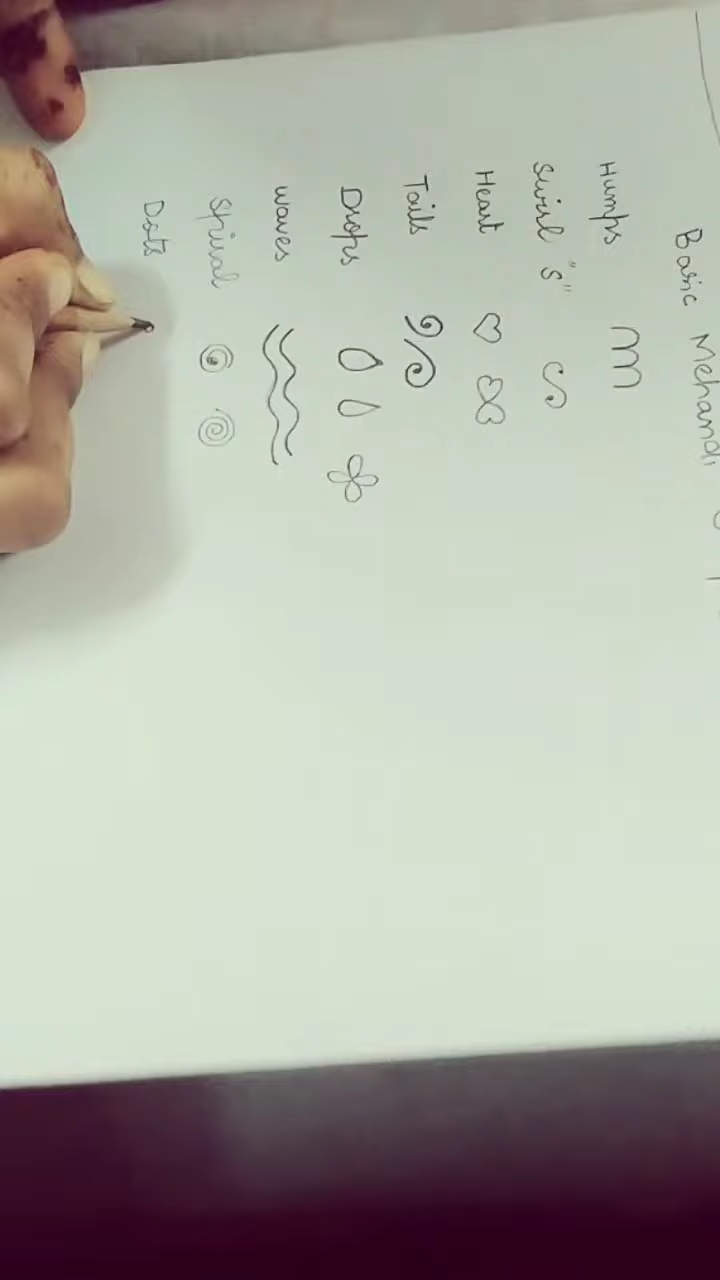 Basic Mehandi
Humps
Swirl "S"
Heart
Tails
Drops
waves
Spiral
Dots